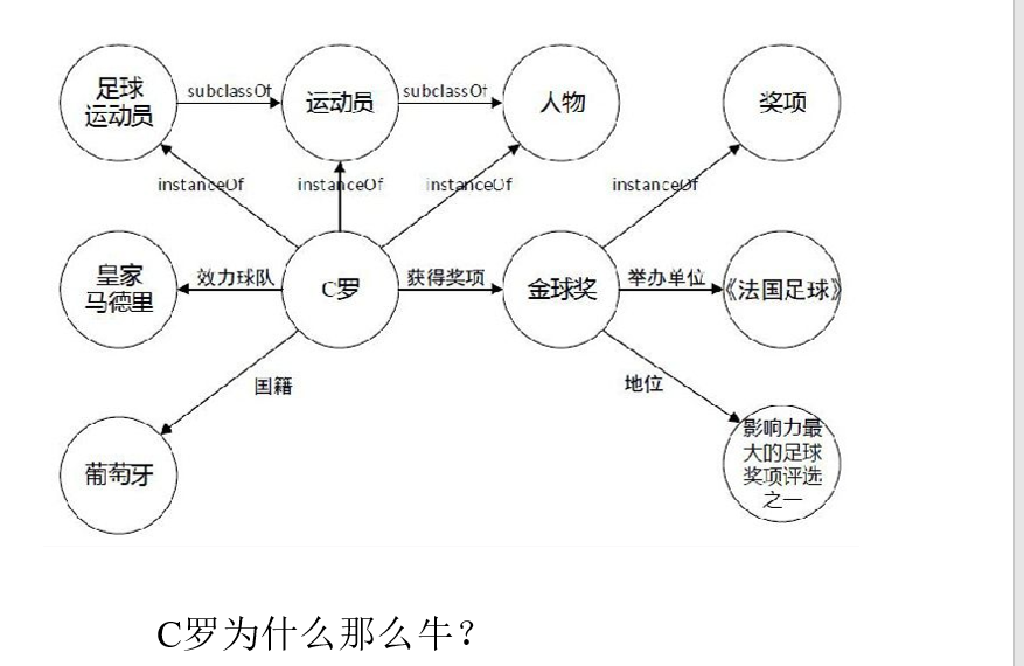 足球
运动员
subclassOf
运动员
subclassOf
人物
奖项
instanceOf
instanceOf
instanceOf
instanceOf
皇家
马德里
效力球队
C罗
获得奖项
金球奖
举办单位
《法国足球》
国籍
地位
葡萄牙
影响力最
大的足球
奖项评选
之一
C罗为什么那么牛？